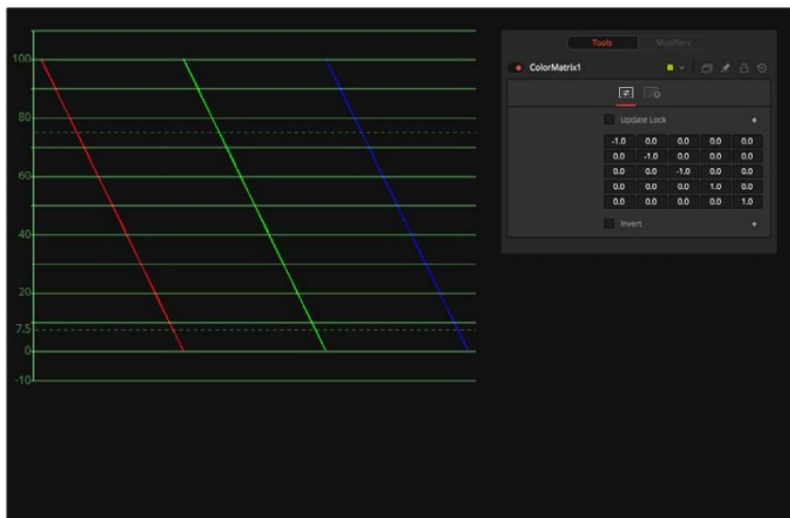 Tools Modifiers
ColorMatrix1
Update Lock
-1.0 0.0 0.0 0.0 0.0
0.0 -1.0 0.0 0.0 0.0
0.0 0.0 -1.0 0.0 0.0
0.0 0.0 0.0 1.0 0.0
0.0 0.0 0.0 0.0 1.0
Invert
100
80
60
40
20
7.5
0
-10